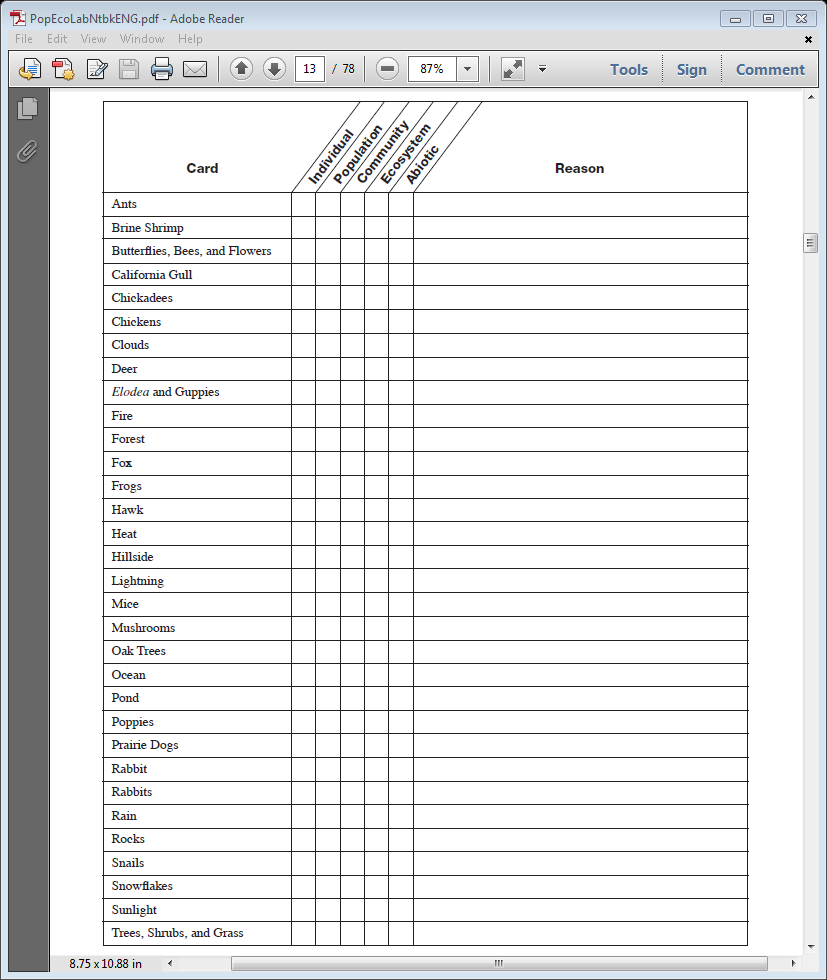 PopEcoLabNtbkENG.pdf - Adobe Reader
File Edit View Window Help
13 / 78 87% Tools Sign Comment
Card Individual Population Community Ecosystem Abiotic Reason
Ants
Brine Shrimp
Butterflies, Bees, and Flowers
California Gull
Chickadees
Chickens
Clouds
Deer
Elodea and Guppies
Fire
Forest
Fox
Frogs
Hawk
Heat
Hillside
Lightning
Mice
Mushrooms
Oak Trees
Ocean
Pond
Poppies
Prairie Dogs
Rabbit
Rabbits
Rain
Rocks
Snails
Snowflakes
Sunlight
Trees, Shrubs, and Grass
8.75 x 10.88 in